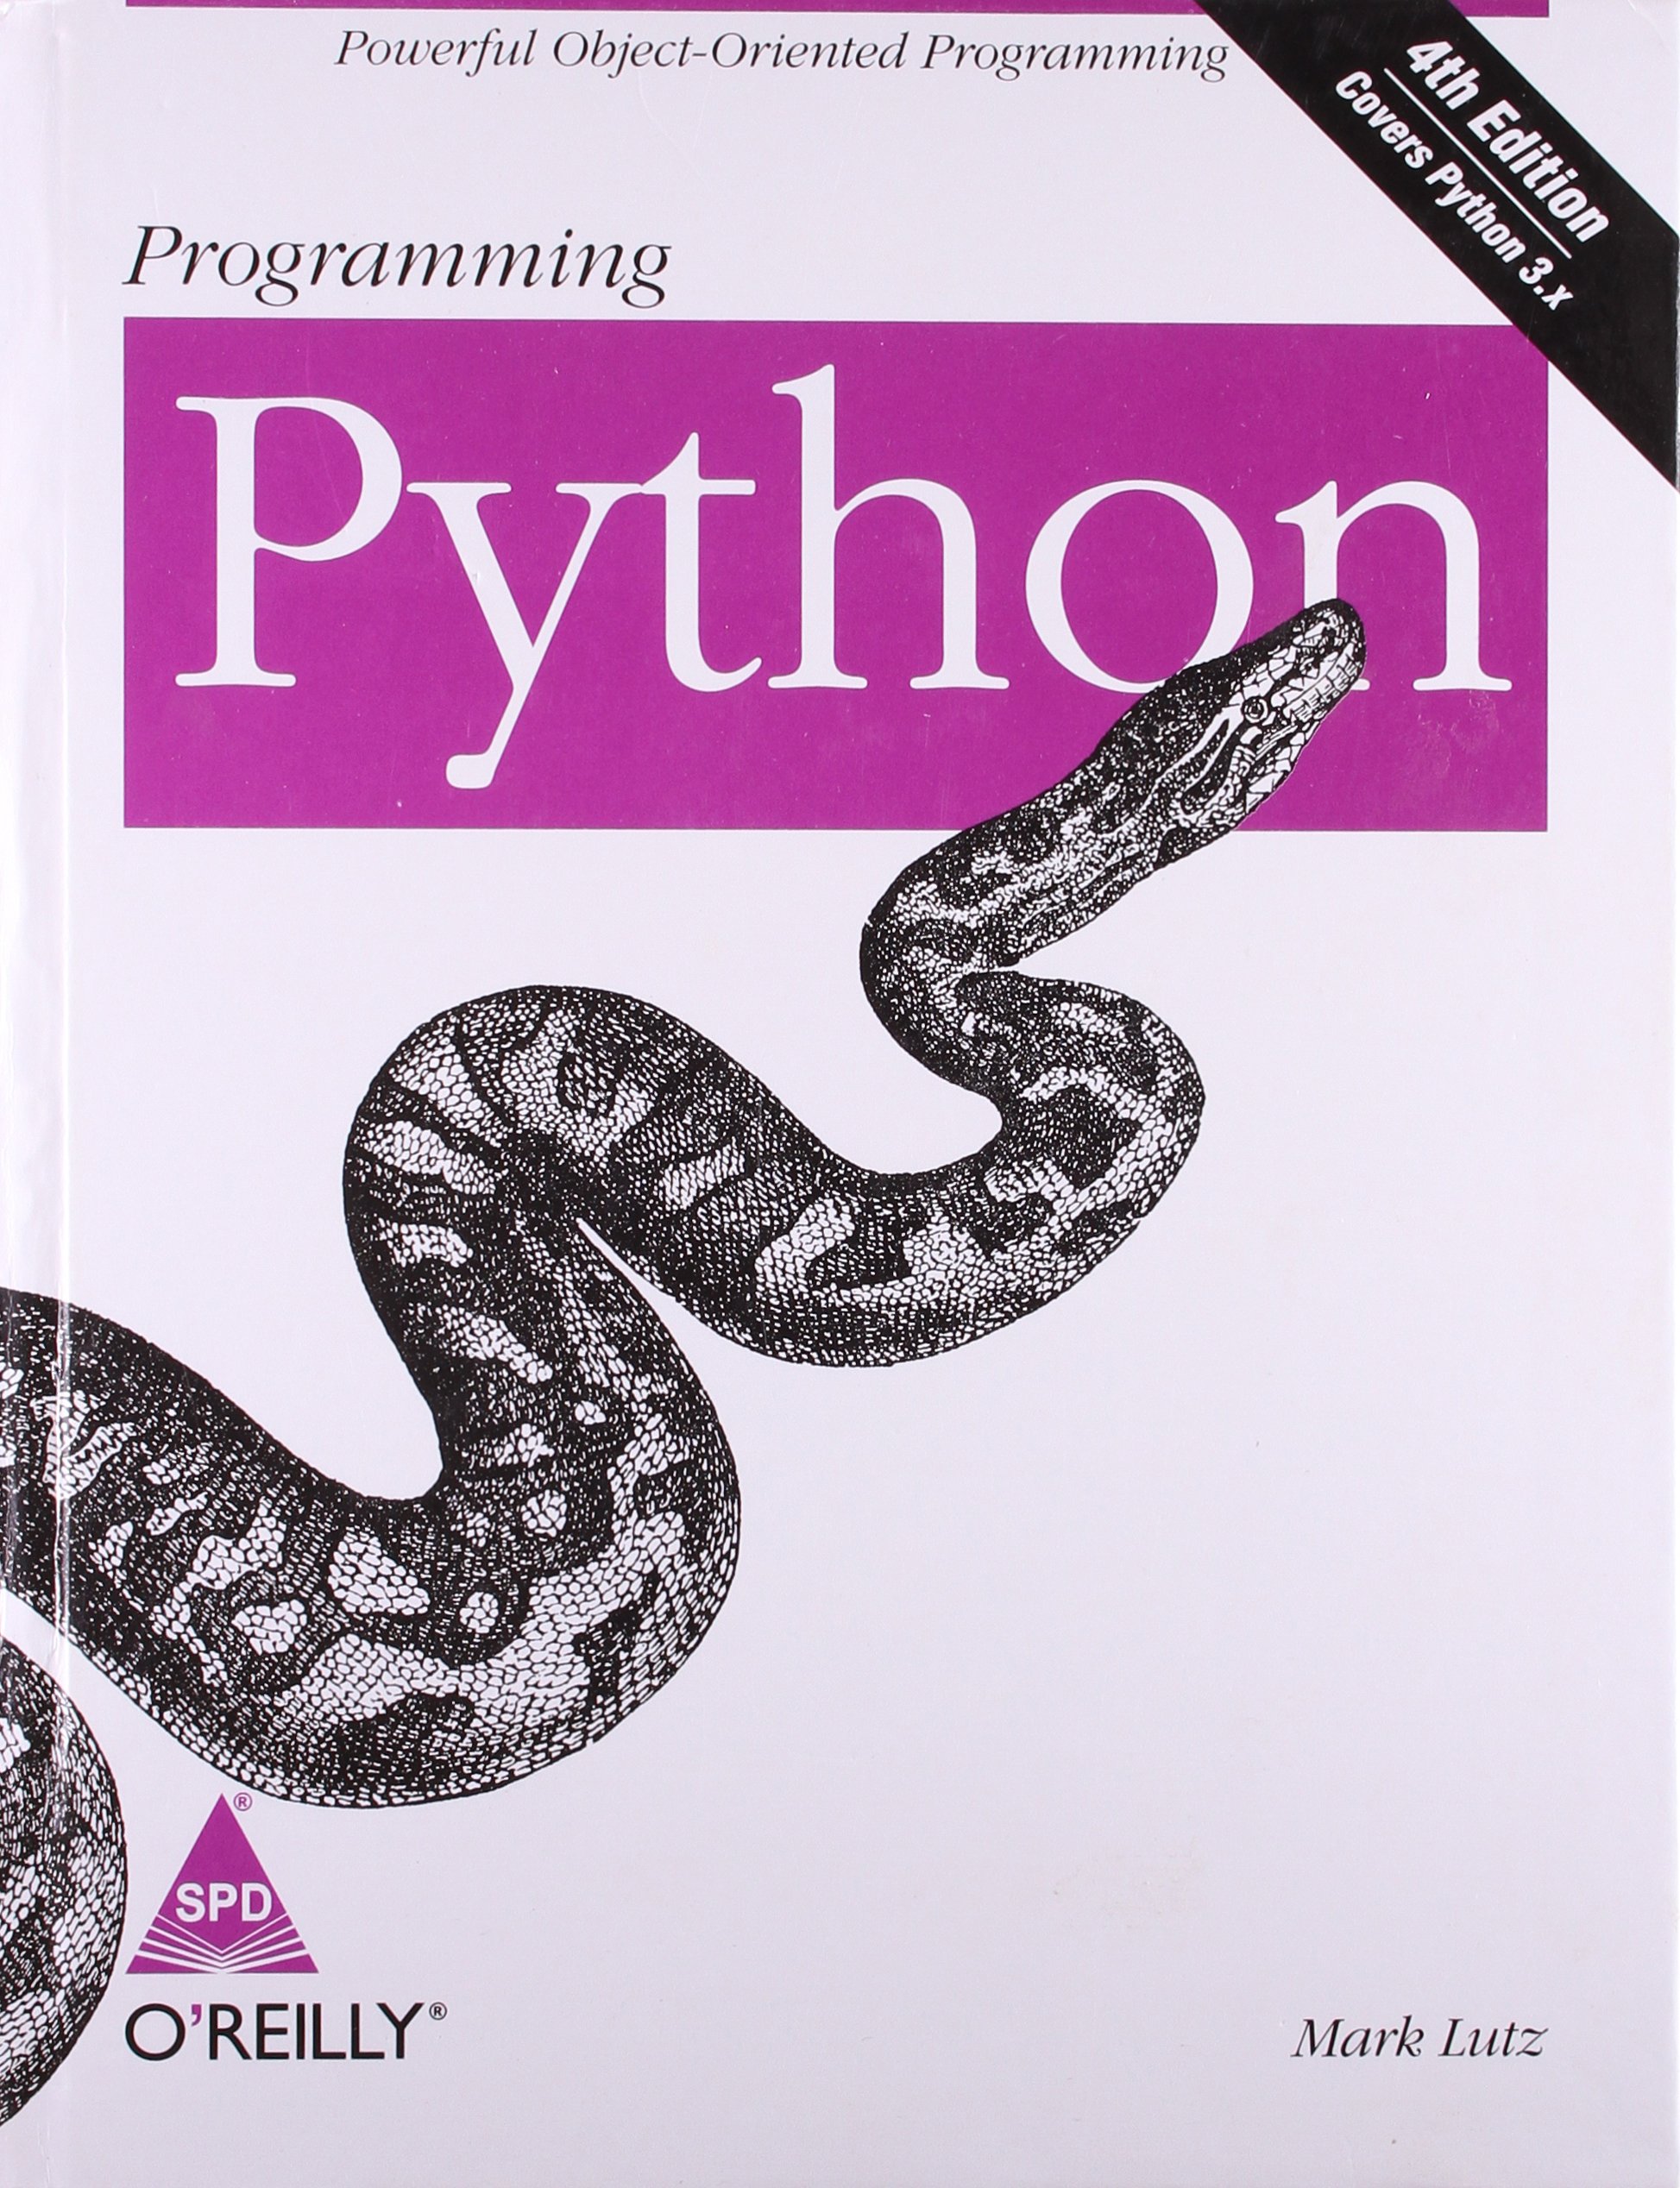 Powerful Object-Oriented Programming
4th Edition
Covers Python 3.x
Programming
Python
SPD®
O'REILLY®
Mark Lutz